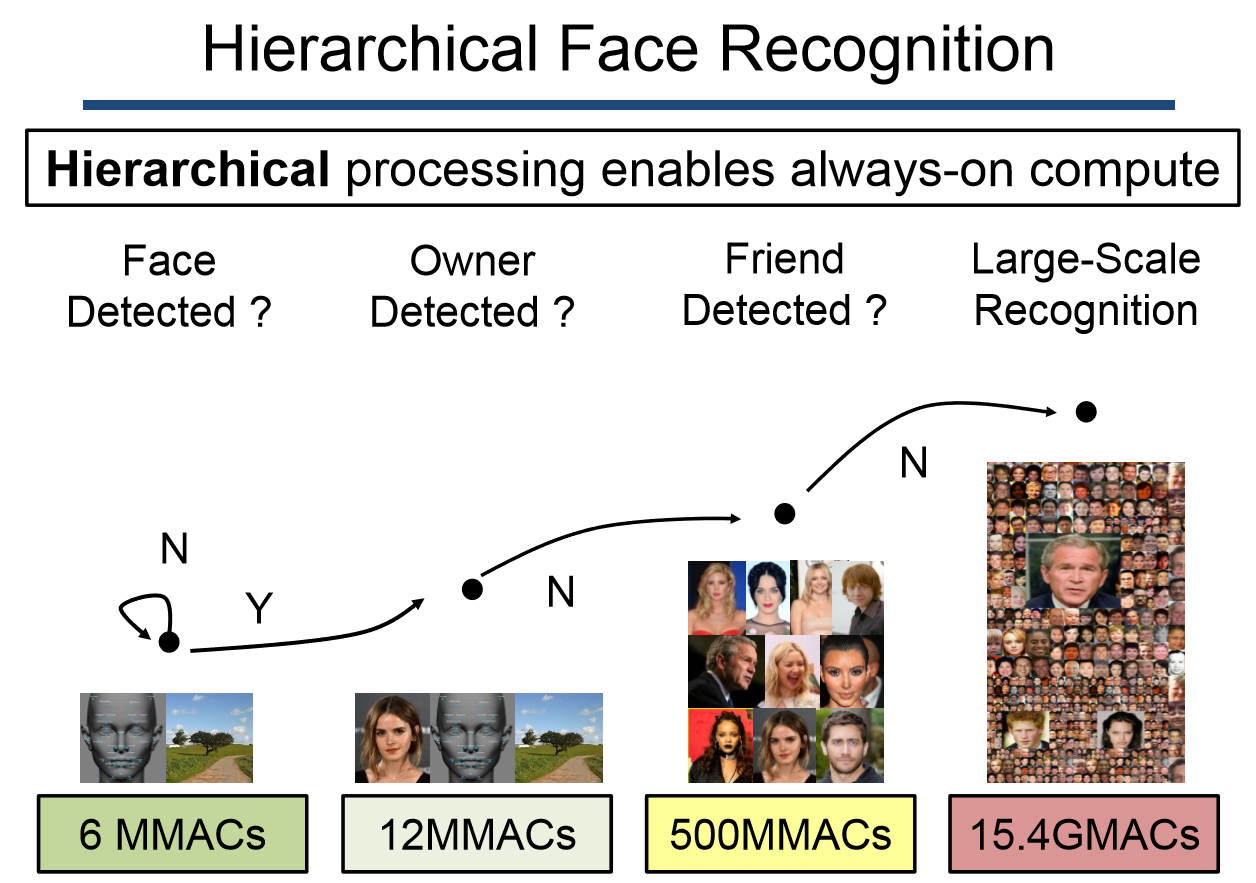 Hierarchical Face Recognition
Hierarchical processing enables always-on compute
Face
Detected ?
Owner
Detected ?
Friend
Detected ?
Large-Scale
Recognition
N
Y
N
N
6 MMACs
12MMACs
500MMACs
15.4GMACs